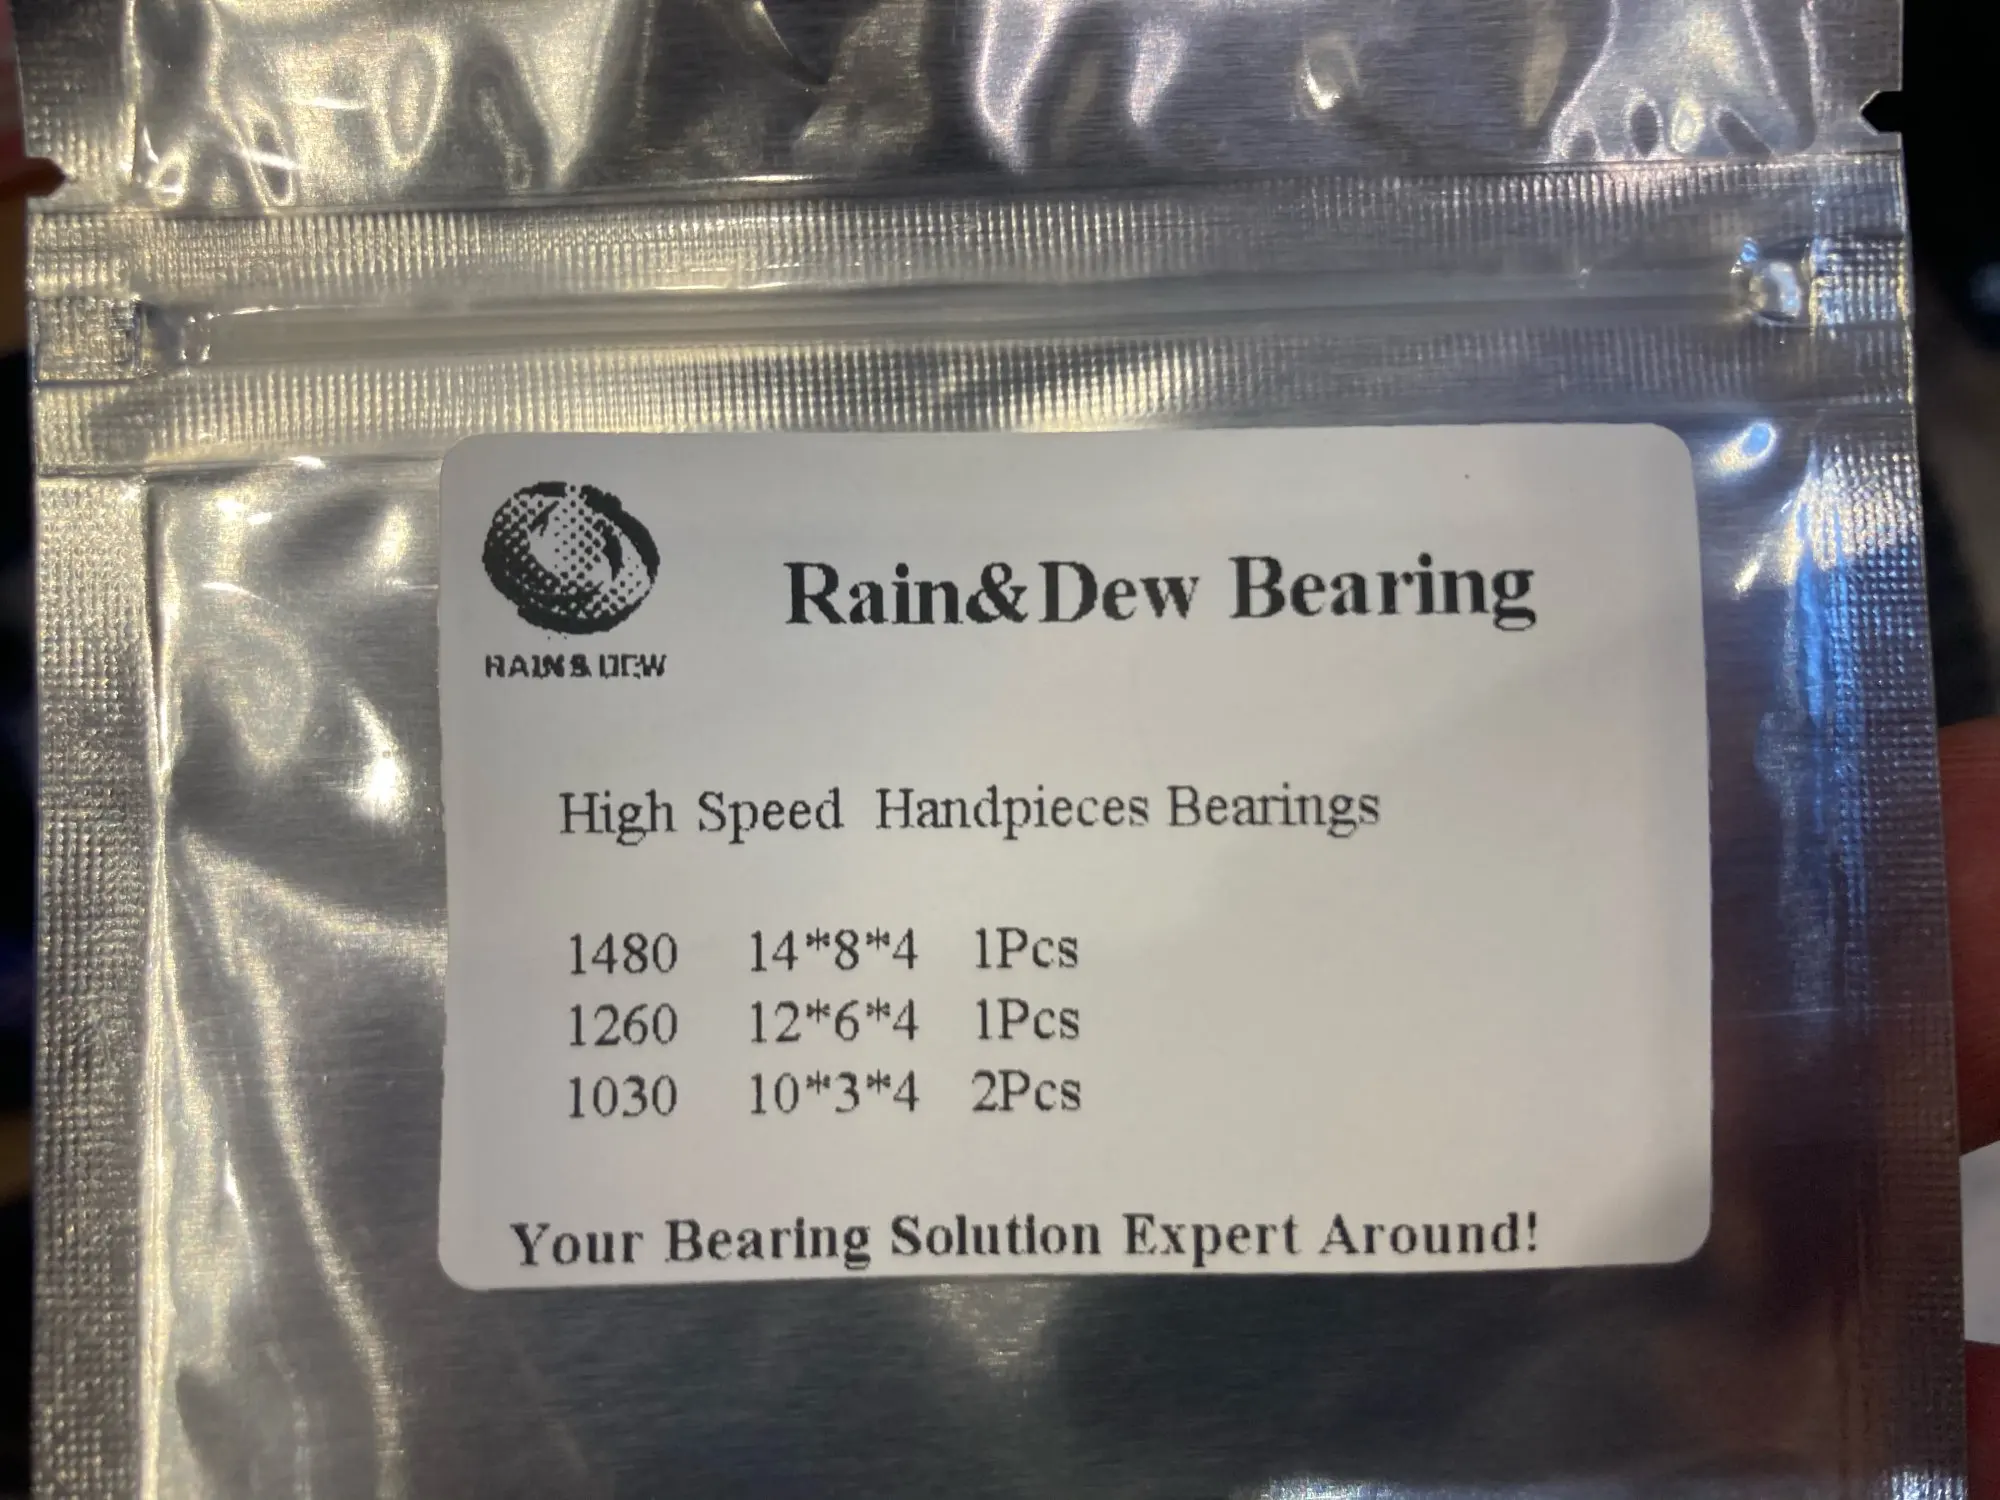 Rain&Dew Bearing
RAIN & DEW
High Speed Handpieces Bearings
1480 14*8*4 1Pcs
1260 12*6*4 1Pcs
1030 10*3*4 2Pcs
Your Bearing Solution Expert Around!